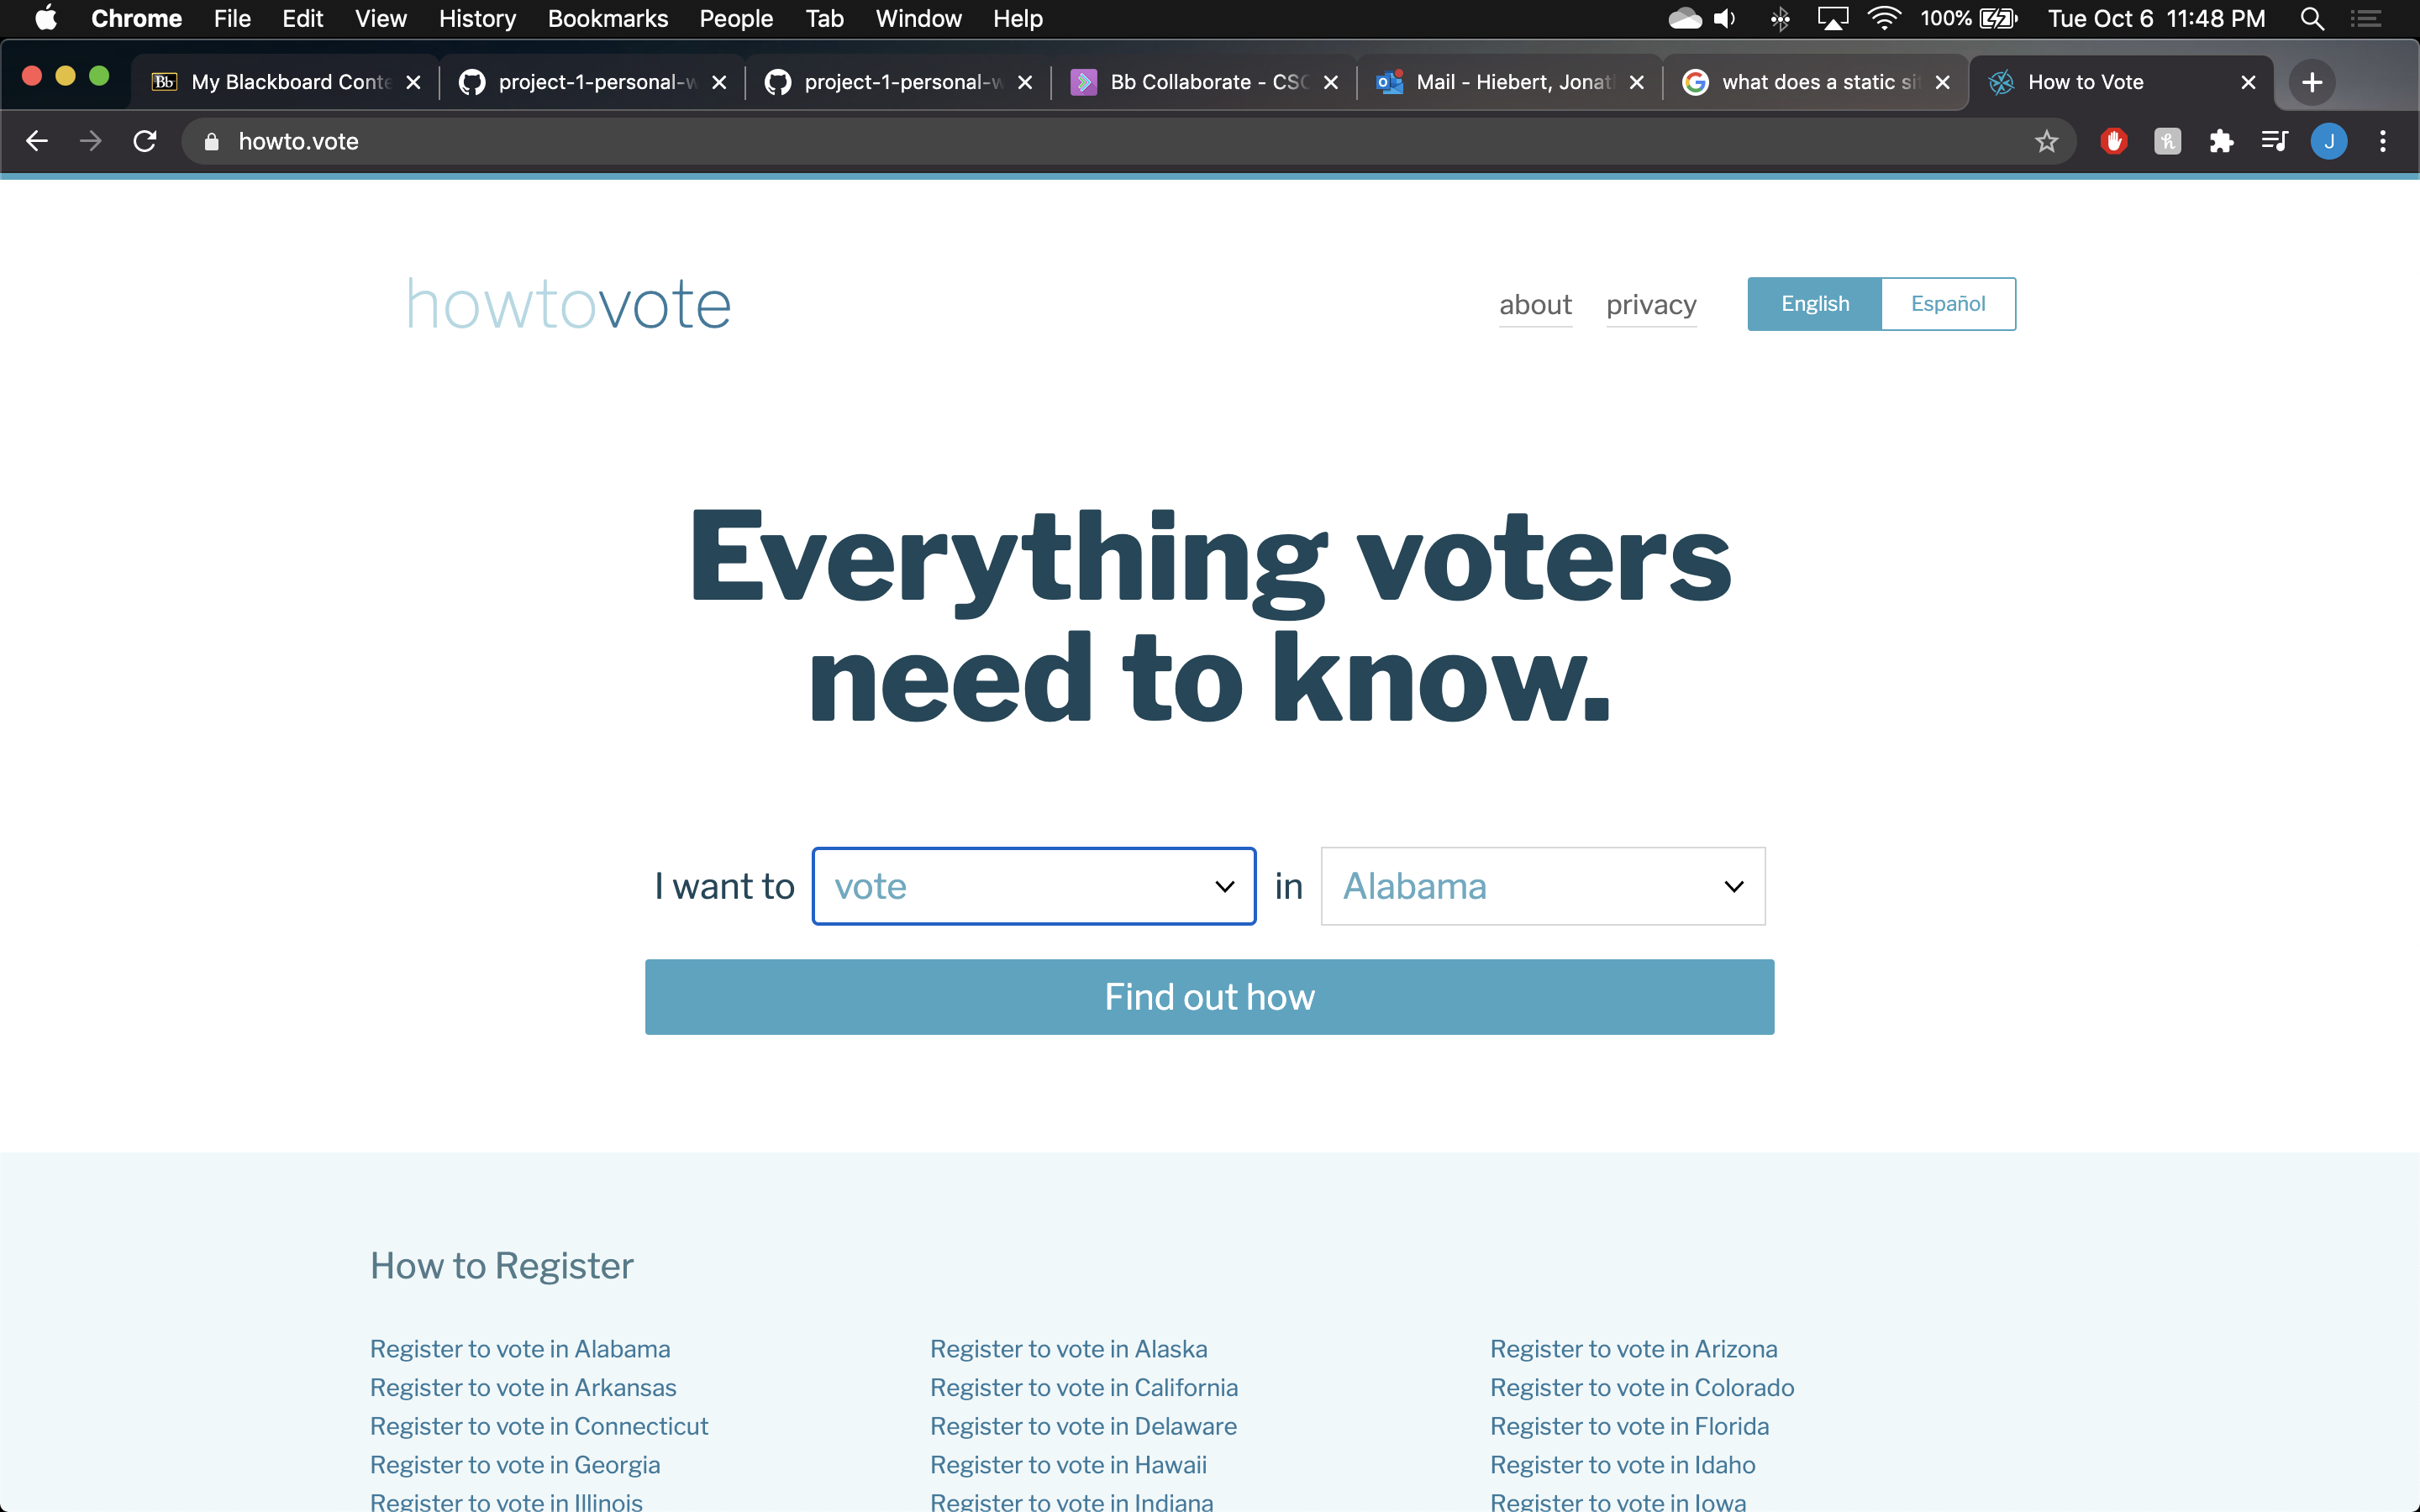 Chrome File Edit View History Bookmarks People Tab Window Help 100% Tue Oct 6 11:48 PM
Bb My Blackboard Conte project-1-personal-w project-1-personal-w Bb Collaborate - CSC Mail - Hiebert, Jonat what does a static sit How to Vote
howto.vote J
howtovote about privacy English Español
Everything voters
need to know.
I want to vote in Alabama
Find out how
How to Register
Register to vote in Alabama Register to vote in Alaska Register to vote in Arizona
Register to vote in Arkansas Register to vote in California Register to vote in Colorado
Register to vote in Connecticut Register to vote in Delaware Register to vote in Florida
Register to vote in Georgia Register to vote in Hawaii Register to vote in Idaho
Register to vote in Illinois Register to vote in Indiana Register to vote in Iowa